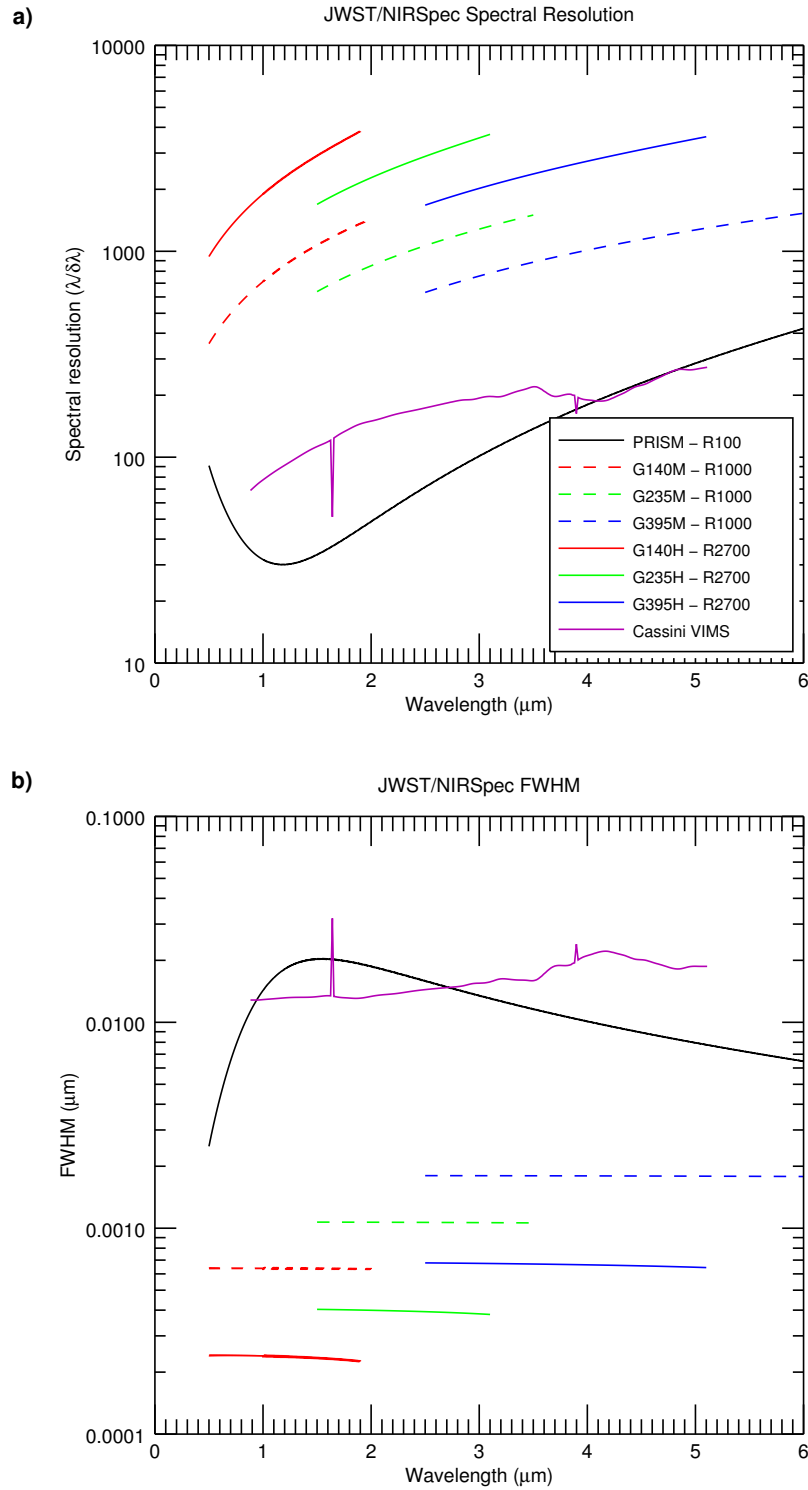 a)
JWST/NIRSpec Spectral Resolution
10000
1000
100
10
Spectral resolution (λ/δλ)
PRISM − R100
G140M − R1000
G235M − R1000
G395M − R1000
G140H − R2700
G235H − R2700
G395H − R2700
Cassini VIMS
0 1 2 3 4 5 6
Wavelength (μm)
b)
JWST/NIRSpec FWHM
0.1000
0.0100
0.0010
0.0001
FWHM (μm)
0 1 2 3 4 5 6
Wavelength (μm)